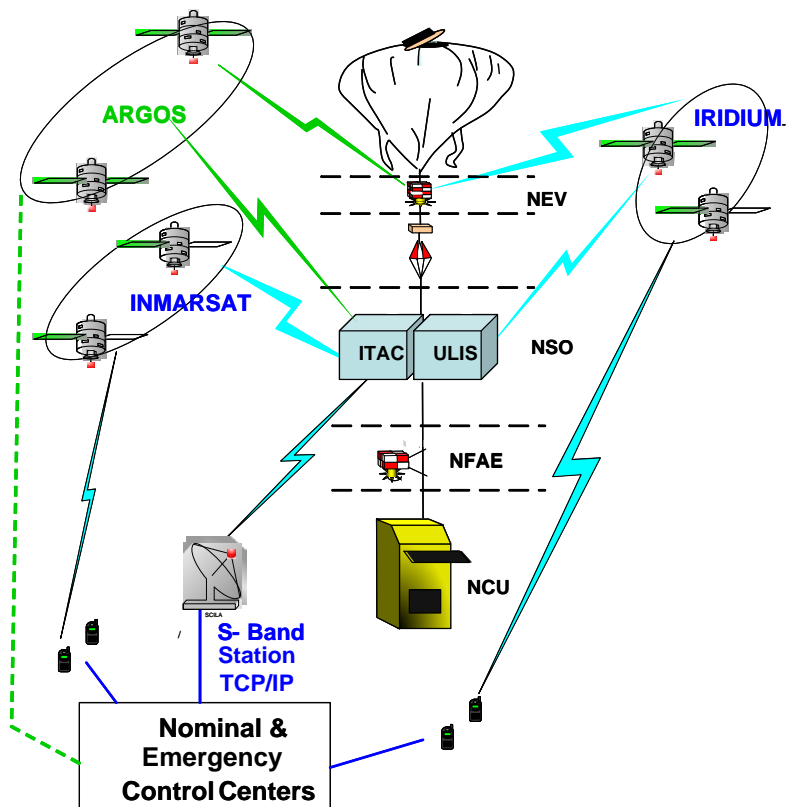 ARGOS
IRIDIUM
NEV
INMARSAT
ITAC
ULIS
NSO
NFAE
NCU
SCILA
S- Band
Station
TCP/IP
Nominal &
Emergency
Control Centers